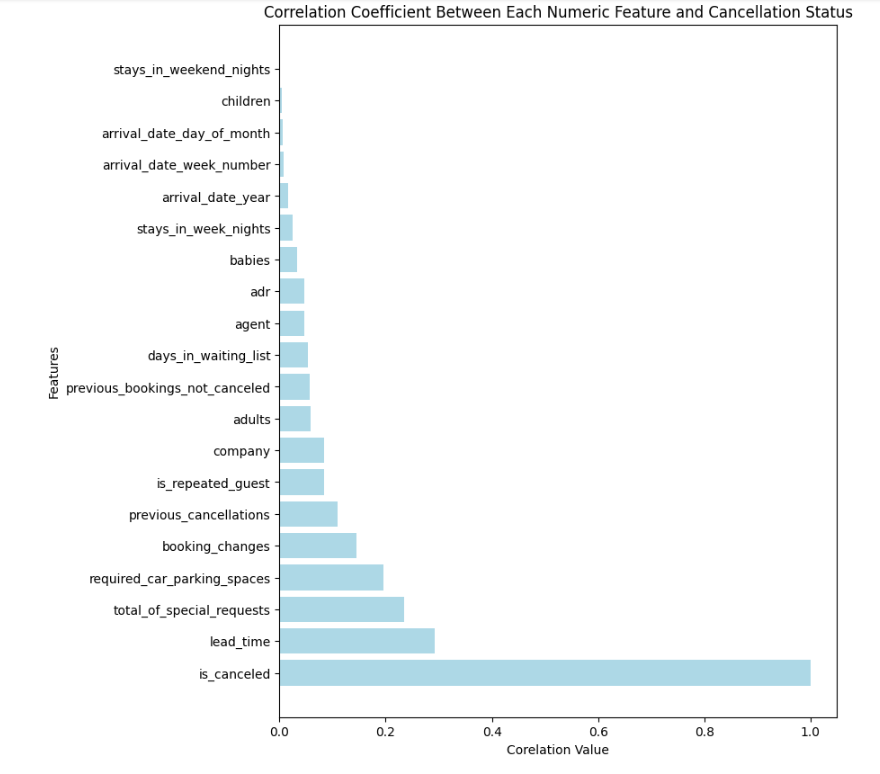 Correlation Coefficient Between Each Numeric Feature and Cancellation Status
stays_in_weekend_nights
children
arrival_date_day_of_month
arrival_date_week_number
arrival_date_year
stays_in_week_nights
babies
adr
agent
days_in_waiting_list
Features
previous_bookings_not_canceled
adults
company
is_repeated_guest
previous_cancellations
booking_changes
required_car_parking_spaces
total_of_special_requests
lead_time
is_canceled
0.0 0.2 0.4 0.6 0.8 1.0
Corelation Value